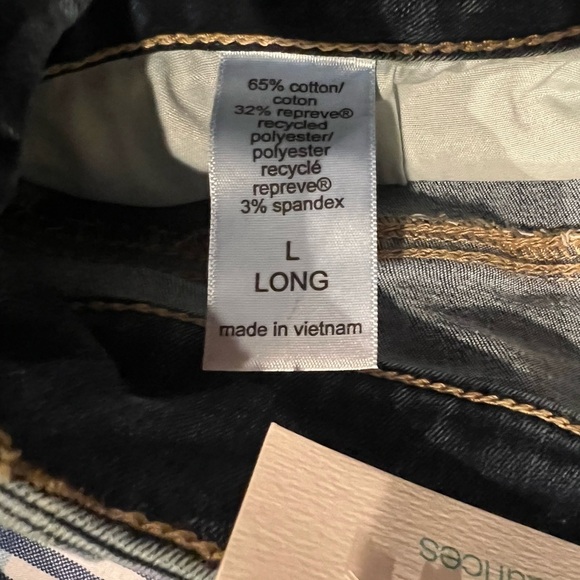 65% cotton/
coton
32% repreve®
recycled
polyester/
polyester
recyclé
repreve®
3% spandex
L
LONG
made in vietnam